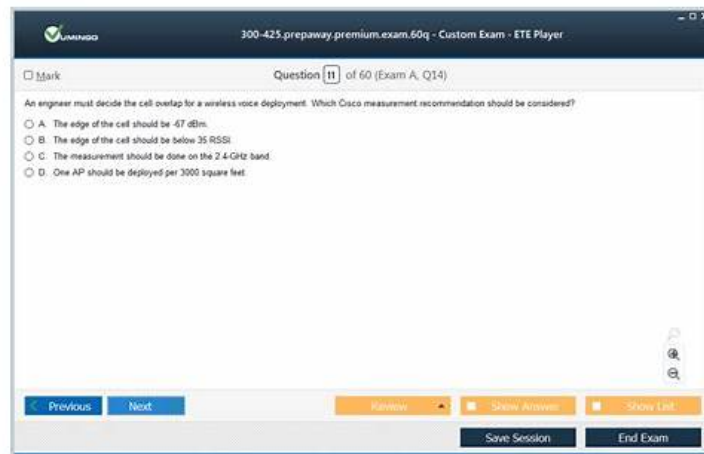 VUMINGO
300-425.prepaway.premium.exam.60q - Custom Exam - ETE Player
Mark
Question 11 of 60 (Exam A, Q14)
An engineer must decide the cell overlap for a wireless voice deployment. Which Cisco measurement recommendation should be considered?
A. The edge of the cell should be -67 dBm.
B. The edge of the cell should be below 35 RSSI.
C. The measurement should be done on the 2.4-GHz band.
D. One AP should be deployed per 3000 square feet.
Previous
Next
Review
Show Answer
Show List
Save Session
End Exam